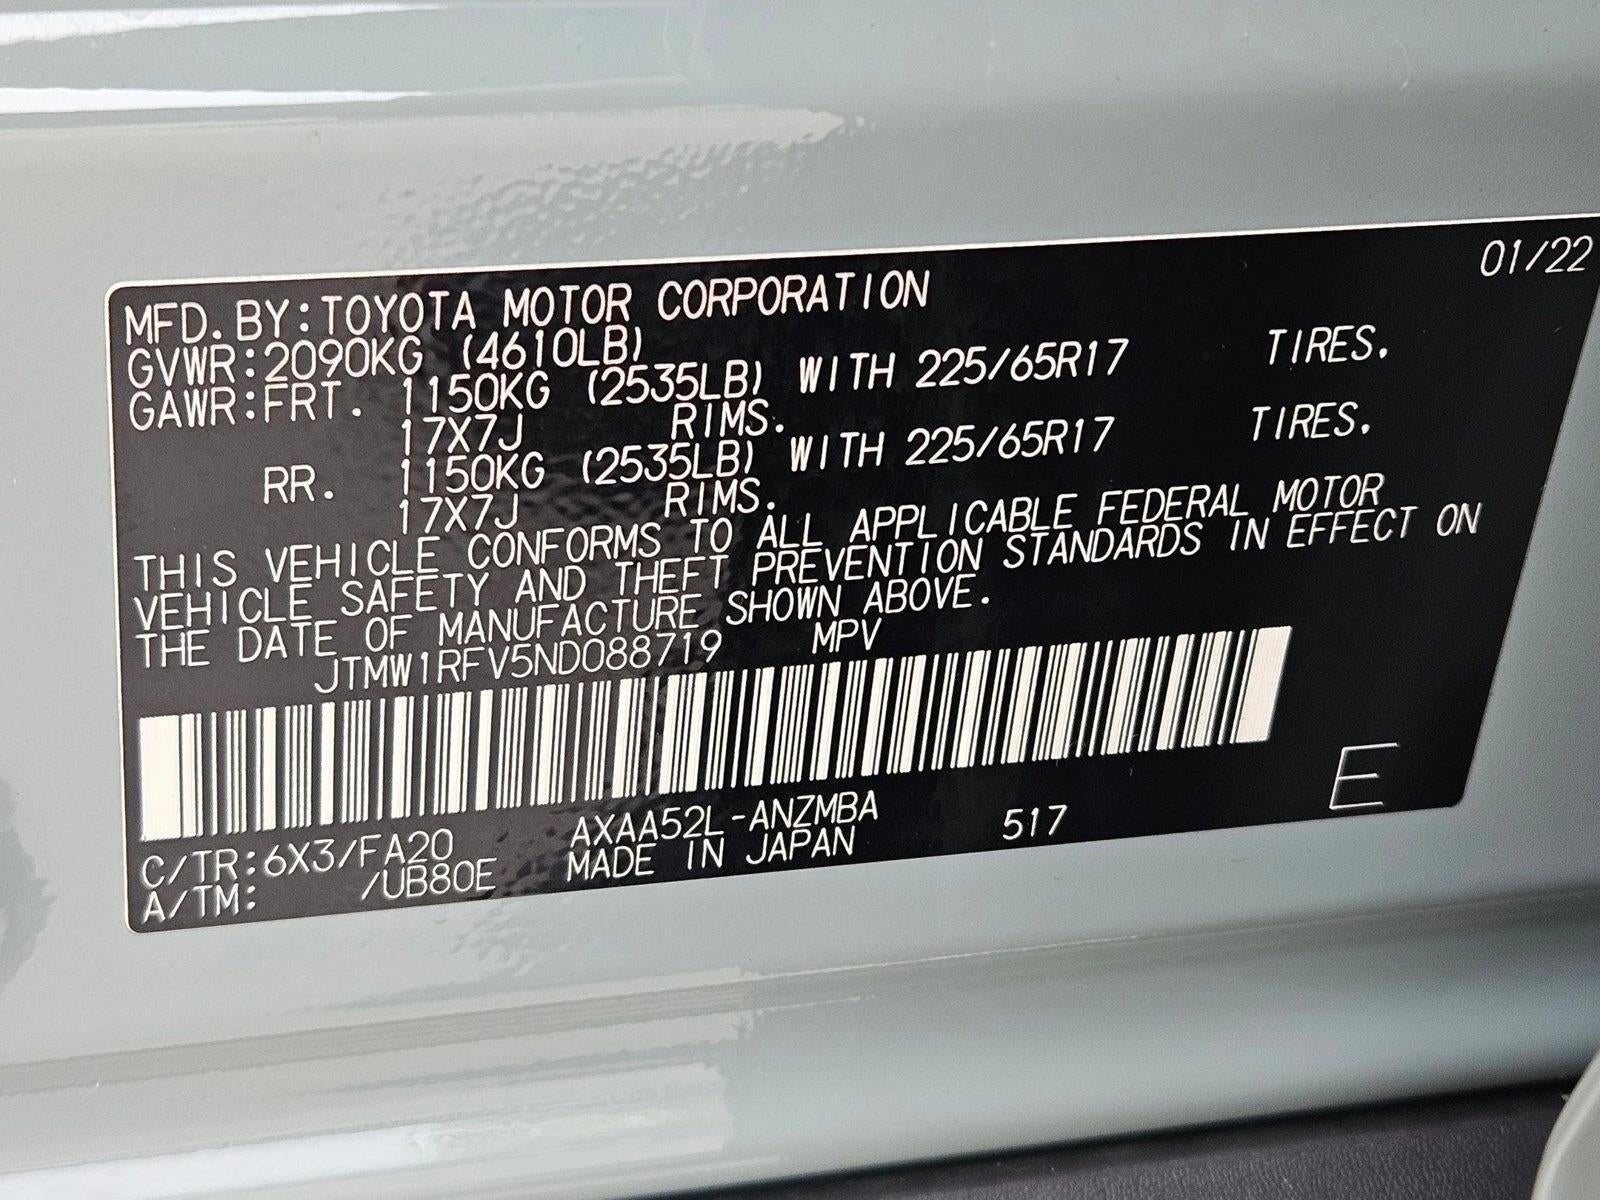 01/22
MFD.BY:TOYOTA MOTOR CORPORATION
GVWR:2090KG (4610LB)
GAWR:FRT. 1150KG (2535LB) WITH 225/65R17 TIRES.
17X7J RIMS.
RR. 1150KG (2535LB) WITH 225/65R17 TIRES.
17X7J RIMS.
THIS VEHICLE CONFORMS TO ALL APPLICABLE FEDERAL MOTOR
VEHICLE SAFETY AND THEFT PREVENTION STANDARDS IN EFFECT ON
THE DATE OF MANUFACTURE SHOWN ABOVE.
JTMW1RFV5ND088719 MPV
E
C/TR:6X3/FA20 AXAA52L-ANZMBA 517
A/TM: /UB80E MADE IN JAPAN